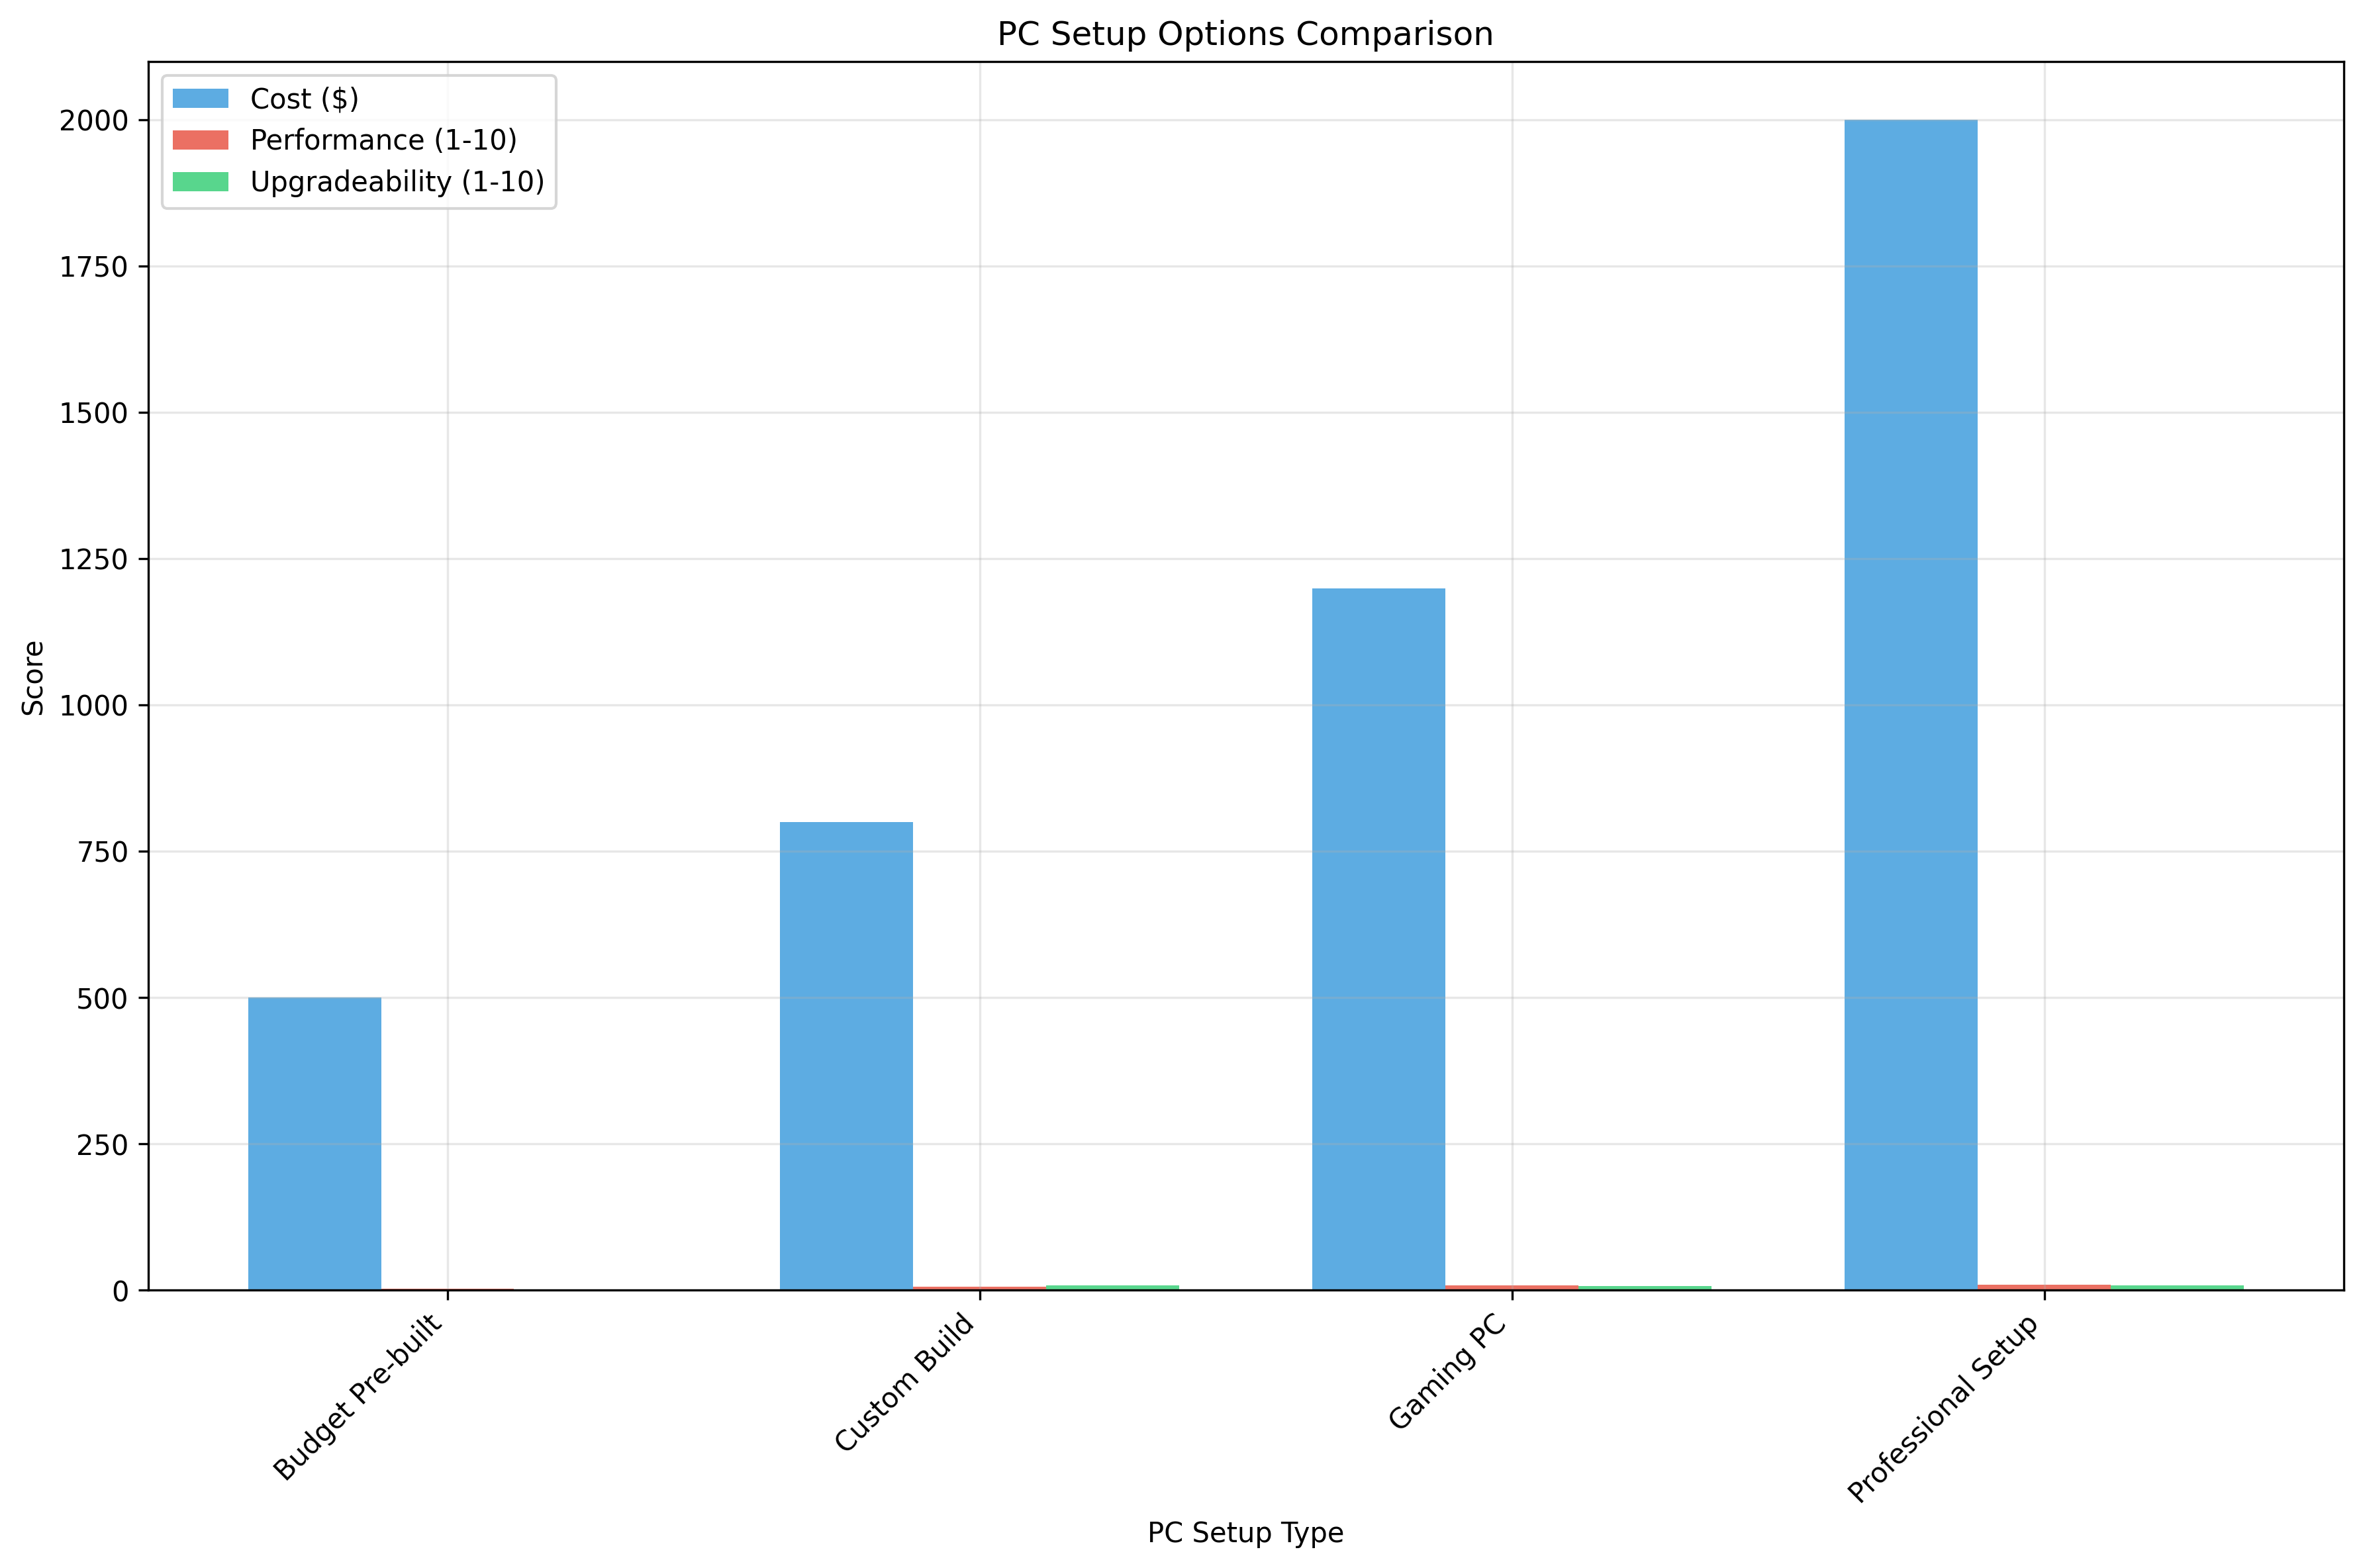 PC Setup Options Comparison
Cost ($)
Performance (1-10)
Upgradeability (1-10)
2000
1750
1500
1250
1000
750
500
250
0
Score
Budget Pre-built
Custom Build
Gaming PC
Professional Setup
PC Setup Type